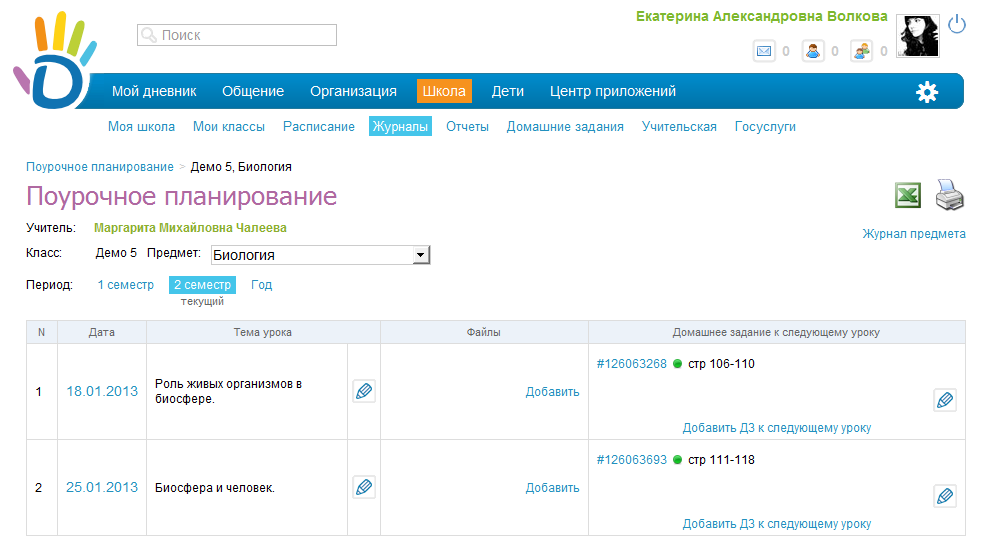 Екатерина Александровна Волкова
Поиск
0 0 0
D
Мой дневник Общение Организация Школа Дети Центр приложений
Моя школа Мои классы Расписание Журналы Отчеты Домашние задания Учительская Госуслуги
Поурочное планирование > Демо 5, Биология
Поурочное планирование
Учитель: Маргарита Михайловна Чалеева
Журнал предмета
Класс: Демо 5 Предмет: Биология
Период: 1 семестр 2 семестр Год
текущий
N Дата Тема урока Файлы Домашнее задание к следующему уроку
#126063268 стр 106-110
1 18.01.2013 Роль живых организмов в Добавить
биосфере.
Добавить ДЗ к следующему уроку
#126063693 стр 111-118
2 25.01.2013 Биосфера и человек. Добавить
Добавить ДЗ к следующему уроку